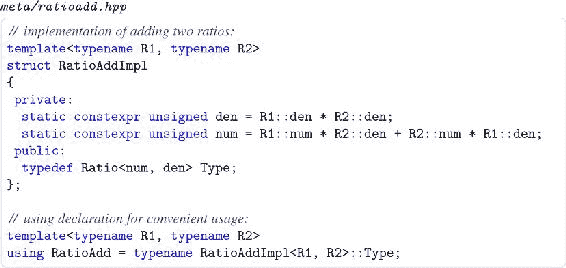 meta/ratioadd.hpp
// implementation of adding two ratios:
template<typename R1, typename R2>
struct RatioAddImpl
{
private:
static constexpr unsigned den = R1::den * R2::den;
static constexpr unsigned num = R1::num * R2::den + R2::num * R1::den;
public:
typedef Ratio<num, den> Type;
};
// using declaration for convenient usage:
template<typename R1, typename R2>
using RatioAdd = typename RatioAddImpl<R1, R2>::Type;